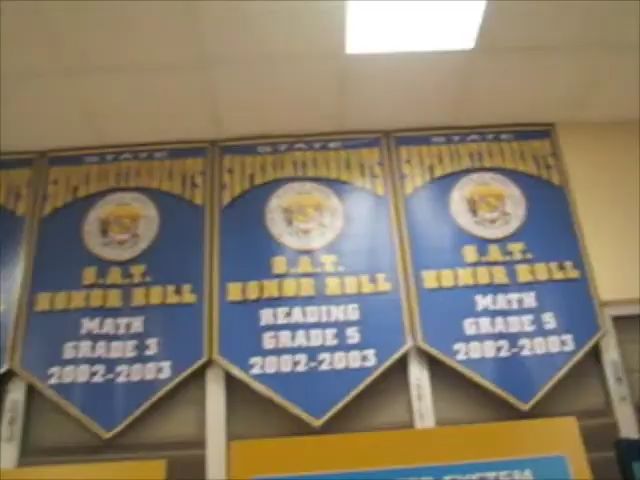 STATE
S.A.T.
HONOR ROLL
MATH
GRADE 3
2002-2003
STATE
S.A.T.
HONOR ROLL
READING
GRADE 5
2002-2003
STATE
S.A.T.
HONOR ROLL
MATH
GRADE 5
2002-2003
SYSTEM